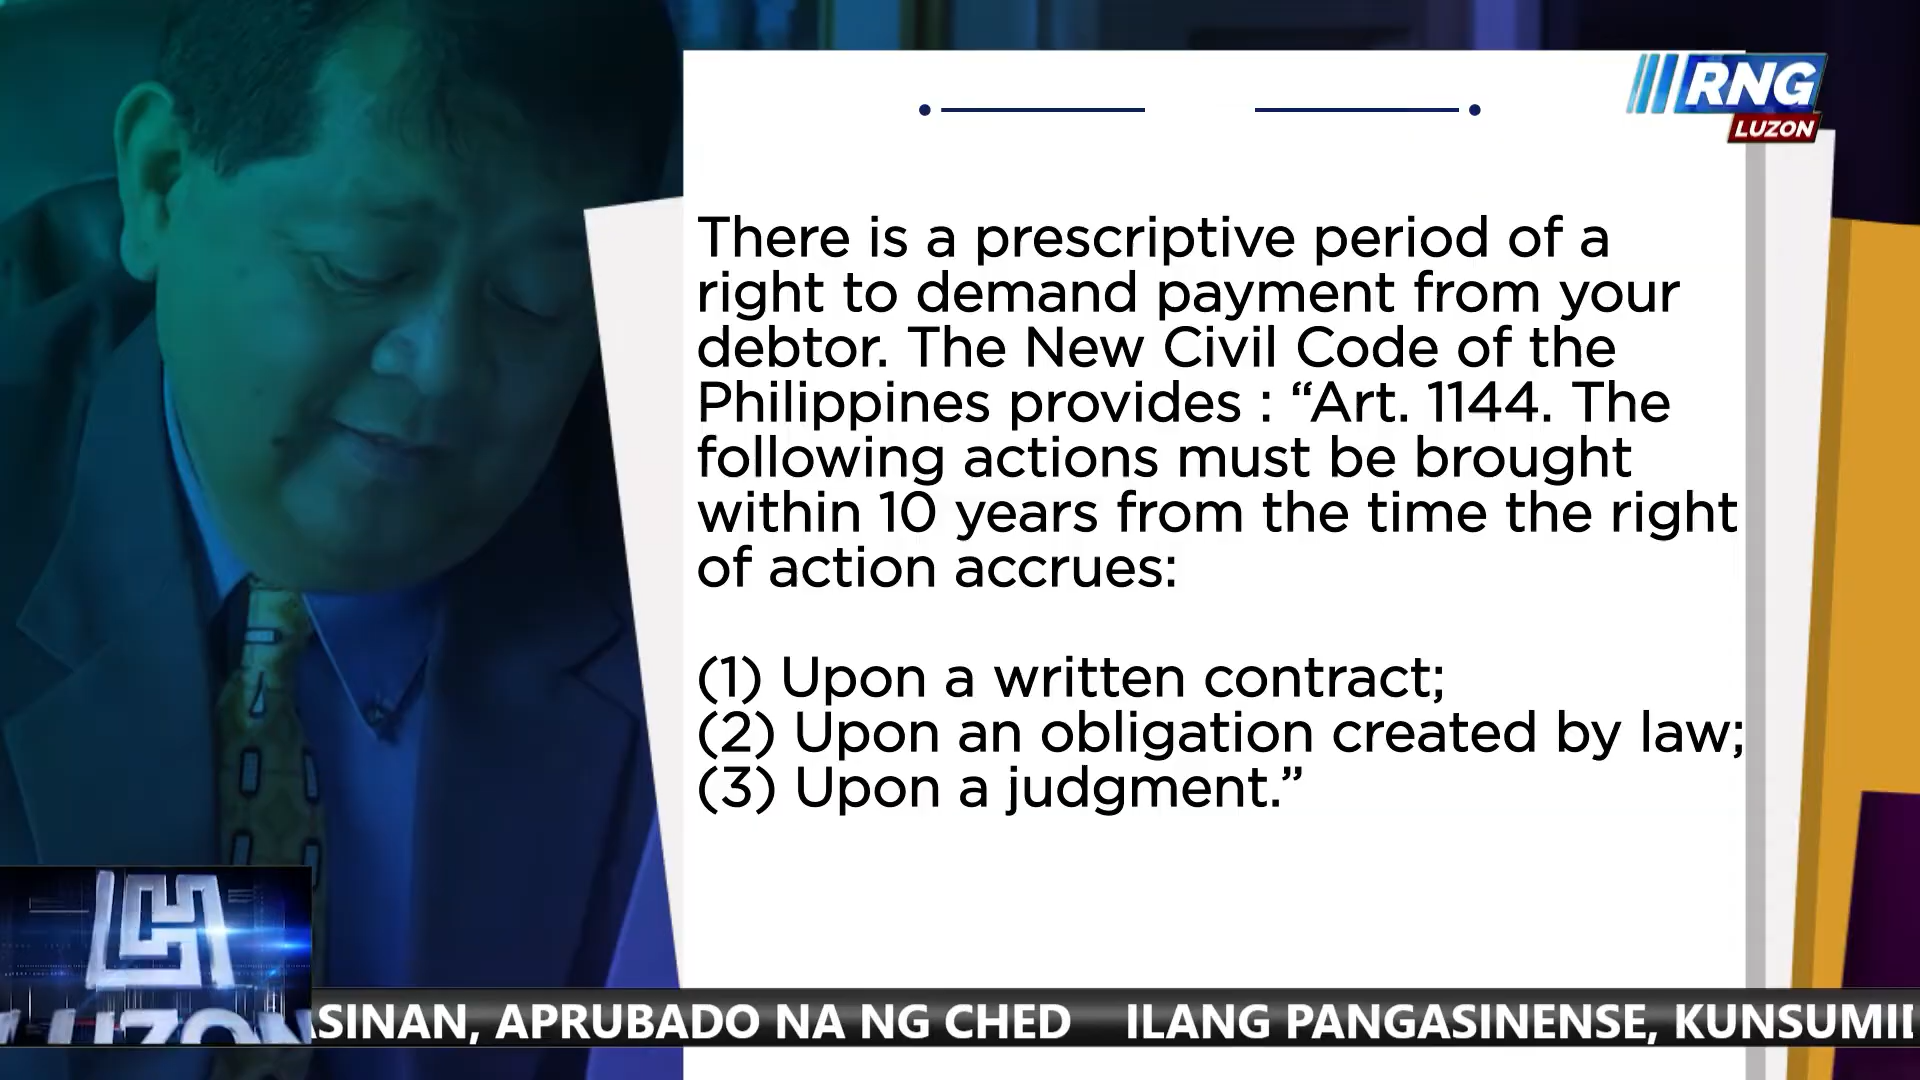 RNG
LUZON
There is a prescriptive period of a
right to demand payment from your
debtor. The New Civil Code of the
Philippines provides : “Art. 1144. The
following actions must be brought
within 10 years from the time the right
of action accrues:
(1) Upon a written contract;
(2) Upon an obligation created by law;
(3) Upon a judgment.”
LUZON
ASINAN, APRUBADO NA NG CHED ILANG PANGASINENSE, KUNSUMI